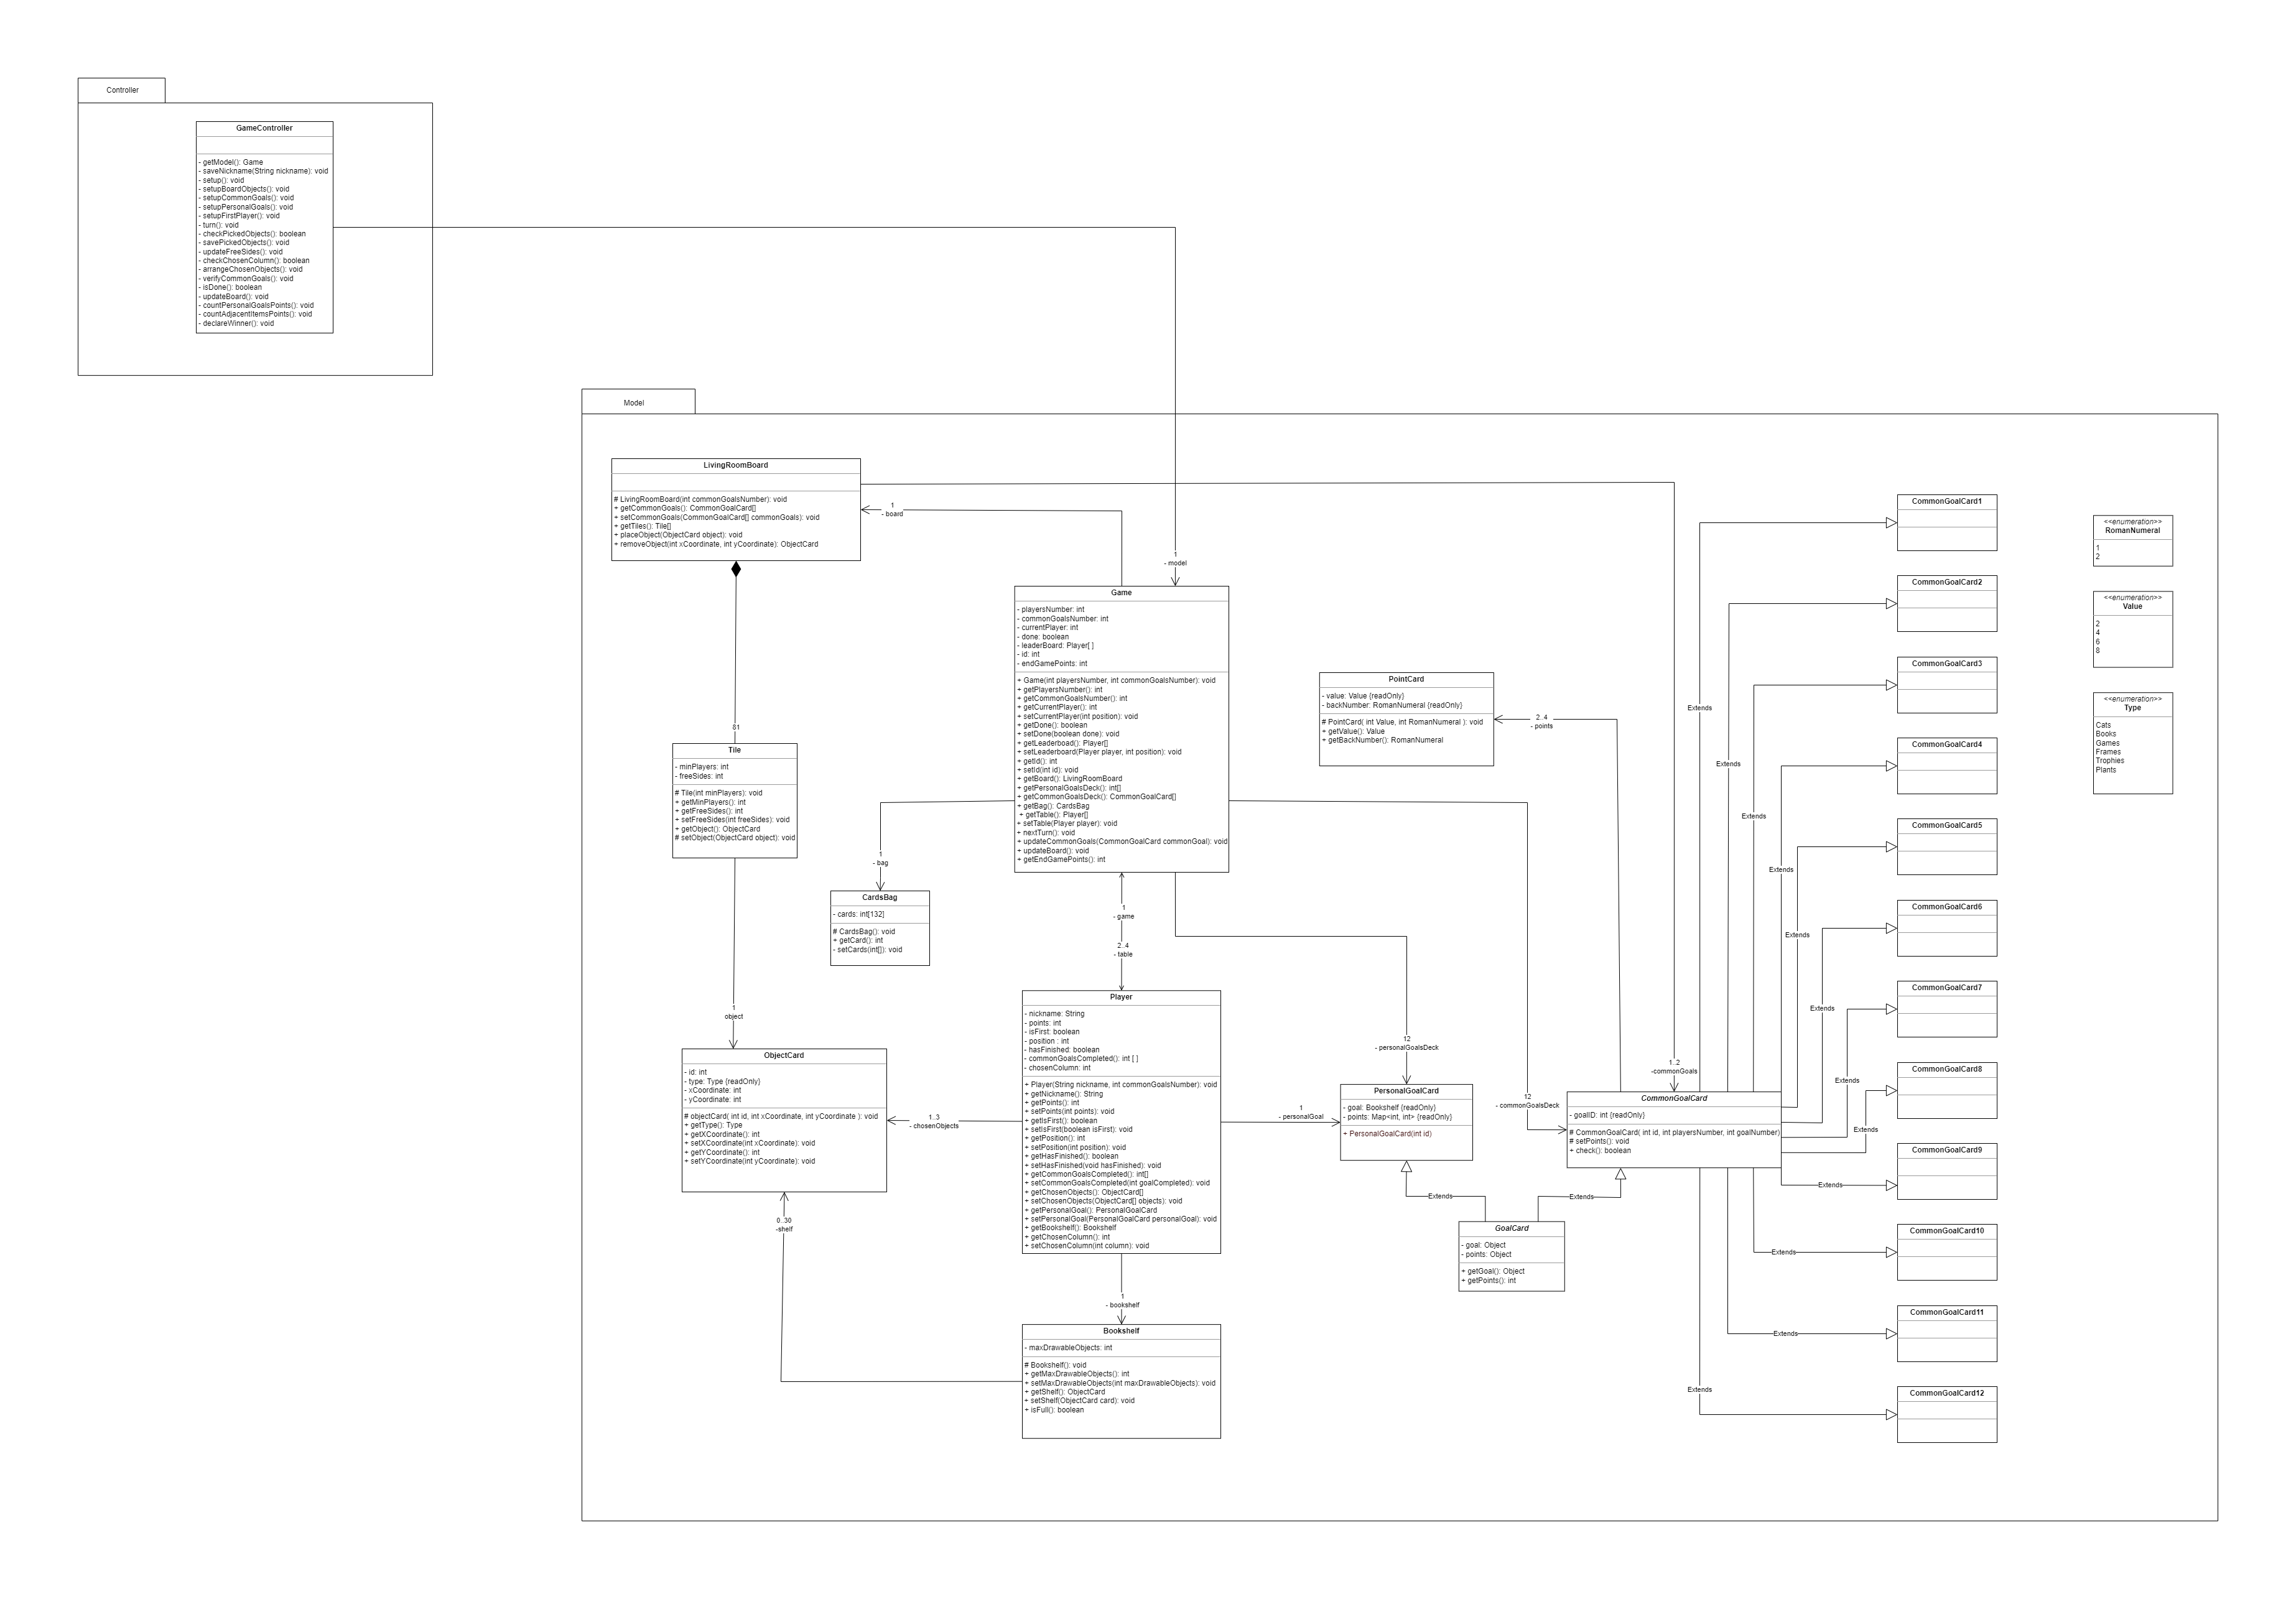 Controller
GameController
- getModel(): Game
- saveNickname(String nickname): void
- setup(): void
- setupBoardObjects(): void
- setupCommonGoals(): void
- setupPersonalGoals(): void
- setupFirstPlayer(): void
- turn(): void
- checkPickedObjects(): boolean
- savePickedObjects(): void
- updateFreeSides(): void
- checkChosenColumn(): boolean
- arrangeChosenObjects(): void
- verifyCommonGoals(): void
- isDone(): boolean
- updateBoard(): void
- countPersonalGoalsPoints(): void
- countAdjacentItemsPoints(): void
- declareWinner(): void
Model
LivingRoomBoard
# LivingRoomBoard(int commonGoalsNumber): void
+ getCommonGoals(): CommonGoalCard[]
+ setCommonGoals(CommonGoalCard[] commonGoals): void
+ getTiles(): Tile[]
+ placeObject(ObjectCard object): void
+ removeObject(int xCoordinate, int yCoordinate): ObjectCard
1
- board
1
- model
81
Tile
- minPlayers: int
- freeSides: int
# Tile(int minPlayers): void
+ getMinPlayers(): int
+ getFreeSides(): int
+ setFreeSides(int freeSides): void
+ getObject(): ObjectCard
# setObject(ObjectCard object): void
1
object
Game
- playersNumber: int
- commonGoalsNumber: int
- currentPlayer: int
- done: boolean
- leaderBoard: Player[ ]
- id: int
- endGamePoints: int
+ Game(int playersNumber, int commonGoalsNumber): void
+ getPlayersNumber(): int
+ getCommonGoalsNumber(): int
+ getCurrentPlayer(): int
+ setCurrentPlayer(int position): void
+ getDone(): boolean
+ setDone(boolean done): void
+ getLeaderboad(): Player[]
+ setLeaderboard(Player player, int position): void
+ getId(): int
+ setId(int id): void
+ getBoard(): LivingRoomBoard
+ getPersonalGoalsDeck(): int[]
+ getCommonGoalsDeck(): CommonGoalCard[]
+ getBag(): CardsBag
+ getTable(): Player[]
+ setTable(Player player): void
+ nextTurn(): void
+ updateCommonGoals(CommonGoalCard commonGoal): void
+ updateBoard(): void
+ getEndGamePoints(): int
1
- bag
CardsBag
- cards: int[132]
# CardsBag(): void
+ getCard(): int
- setCards(int[]): void
1
- game
2..4
- table
PointCard
- value: Value {readOnly}
- backNumber: RomanNumeral {readOnly}
# PointCard( int Value, int RomanNumeral ): void
+ getValue(): Value
+ getBackNumber(): RomanNumeral
2..4
- points
Player
- nickname: String
- points: int
- isFirst: boolean
- position : int
- hasFinished: boolean
- commonGoalsCompleted: int [ ]
- chosenColumn: int
+ Player(String nickname, int commonGoalsNumber): void
+ getNickname(): String
+ getPoints(): int
+ setPoints(int points): void
+ getIsFirst(): boolean
+ setIsFirst(boolean isFirst): void
+ getPosition(): int
+ setPosition(int position): void
+ getHasFinished(): boolean
+ setHasFinished(void hasFinished): void
+ getCommonGoalsCompleted(): int[]
+ setCommonGoalsCompleted(int goalCompleted): void
+ getChosenObjects(): ObjectCard[]
+ setChosenObjects(ObjectCard[] objects): void
+ getPersonalGoal(): PersonalGoalCard
+ setPersonalGoal(PersonalGoalCard personalGoal): void
+ getBookshelf(): Bookshelf
+ getChosenColumn(): int
+ setChosenColumn(int column): void
ObjectCard
- id: int
- type: Type {readOnly}
- xCoordinate: int
- yCoordinate: int
# objectCard( int id, int xCoordinate, int yCoordinate ): void
+ getType(): Type
+ getXCoordinate(): int
+ setXCoordinate(int xCoordinate): void
+ getYCoordinate(): int
+ setYCoordinate(int yCoordinate): void
1..3
- chosenObjects
0..30
-shelf
1
- bookshelf
Bookshelf
- maxDrawableObjects: int
# Bookshelf(): void
+ getMaxDrawableObjects(): int
+ setMaxDrawableObjects(int maxDrawableObjects): void
+ getShelf(): ObjectCard
+ setShelf(ObjectCard card): void
+ isFull(): boolean
1
- personalGoal
12
- personalGoalsDeck
PersonalGoalCard
- goal: Bookshelf {readOnly}
- points: Map<int, int> {readOnly}
+ PersonalGoalCard(int id)
12
- commonGoalsDeck
1..2
-commonGoals
CommonGoalCard
- goalID: int {readOnly}
# CommonGoalCard( int id, int playersNumber, int goalNumber)
# setPoints(): void
+ check(): boolean
Extends
Extends
GoalCard
- goal: Object
- points: Object
+ getGoal(): Object
+ getPoints(): int
Extends
Extends
Extends
Extends
Extends
Extends
Extends
Extends
Extends
Extends
Extends
Extends
CommonGoalCard1
CommonGoalCard2
CommonGoalCard3
CommonGoalCard4
CommonGoalCard5
CommonGoalCard6
CommonGoalCard7
CommonGoalCard8
CommonGoalCard9
CommonGoalCard10
CommonGoalCard11
CommonGoalCard12
<<enumeration>>
RomanNumeral
1
2
<<enumeration>>
Value
2
4
6
8
<<enumeration>>
Type
Cats
Books
Games
Frames
Trophies
Plants